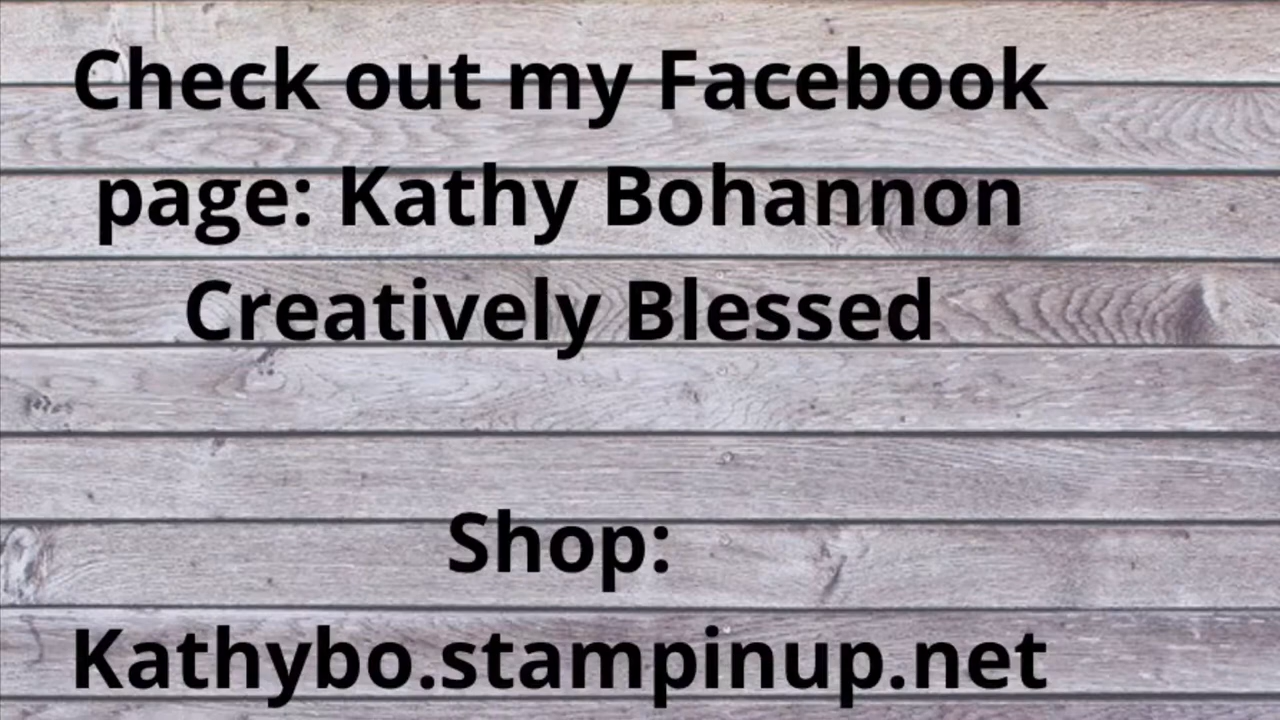 Check out my Facebook
page: Kathy Bohannon
Creatively Blessed
Shop:
Kathybo.stampinup.net